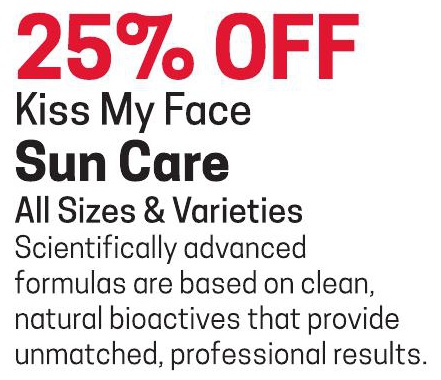 25% OFF
Kiss My Face
Sun Care
All Sizes & Varieties
Scientifically advanced
formulas are based on clean,
natural bioactives that provide
unmatched, professional results.